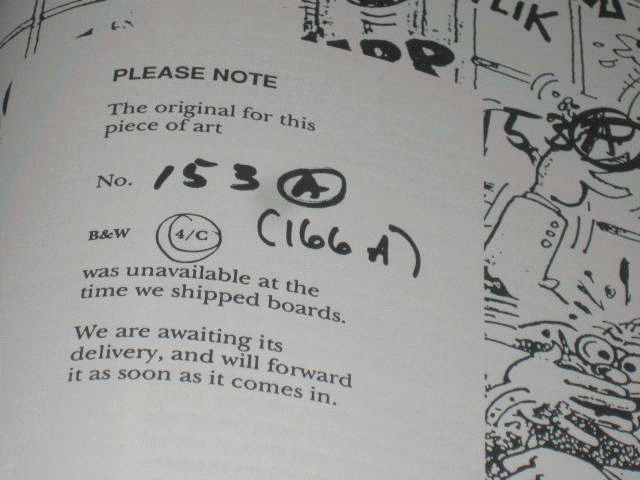 LIK
PLEASE NOTE
The original for this
piece of art
No. 153 A
153A
B&W 4/C (166 A)
was unavailable at the
time we shipped boards.
We are awaiting its
delivery, and will forward
it as soon as it comes in.